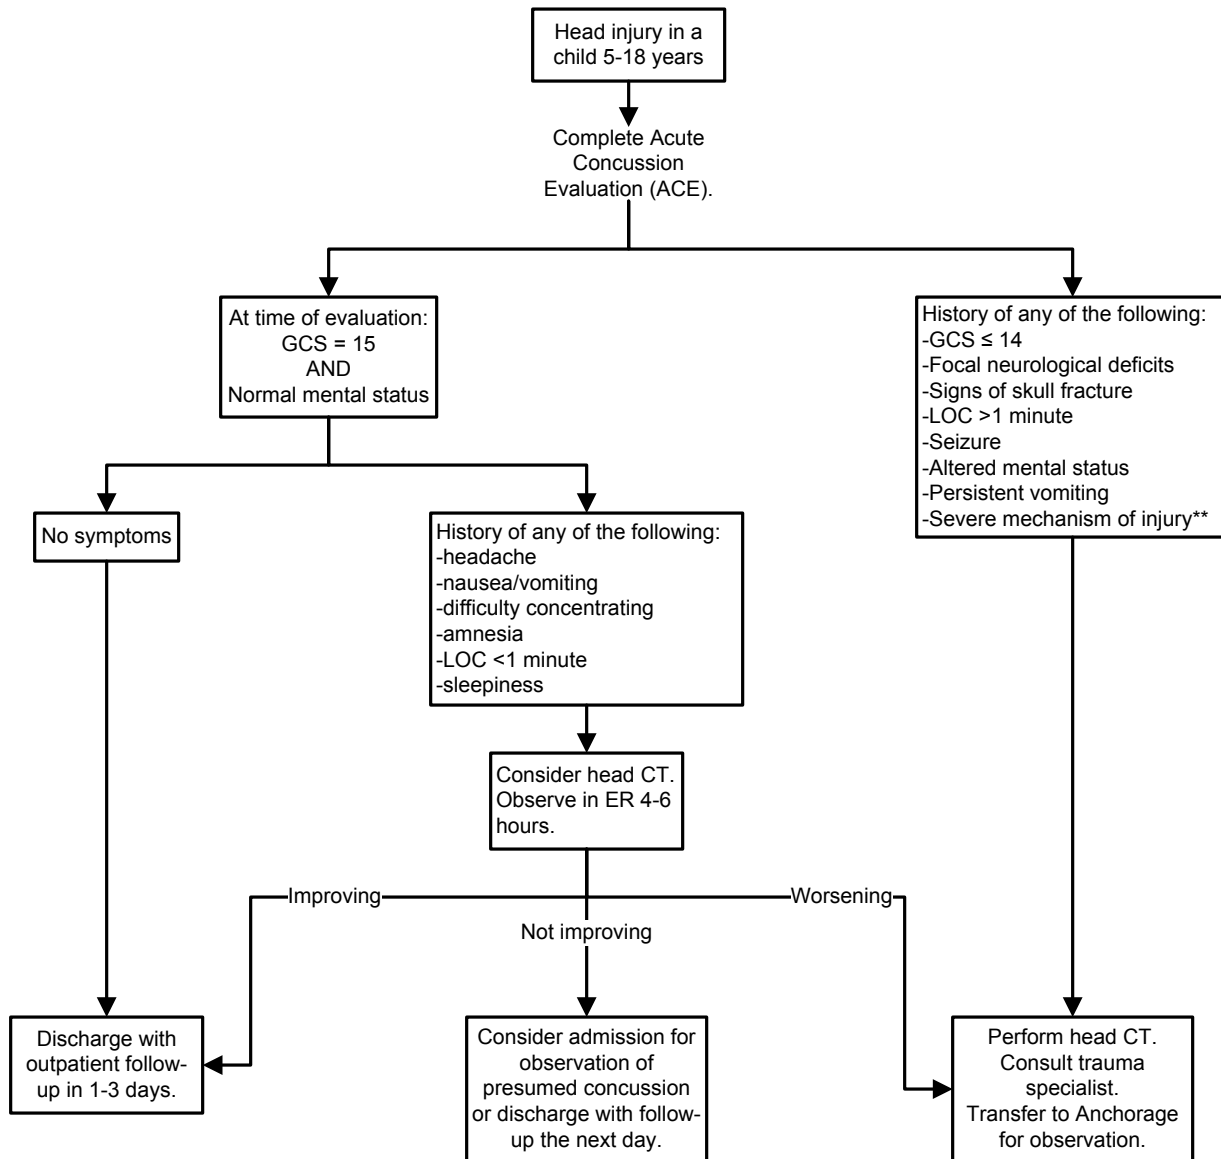 Head injury in a
child 5-18 years
Complete Acute
Concussion
Evaluation (ACE).
At time of evaluation:
GCS = 15
AND
Normal mental status
History of any of the following:
-GCS ≤ 14
-Focal neurological deficits
-Signs of skull fracture
-LOC >1 minute
-Seizure
-Altered mental status
-Persistent vomiting
-Severe mechanism of injury**
No symptoms
History of any of the following:
-headache
-nausea/vomiting
-difficulty concentrating
-amnesia
-LOC <1 minute
-sleepiness
Consider head CT.
Observe in ER 4-6
hours.
Improving
Not improving
Worsening
Discharge with
outpatient follow-
up in 1-3 days.
Consider admission for
observation of
presumed concussion
or discharge with follow-
up the next day.
Perform head CT.
Consult trauma
specialist.
Transfer to Anchorage
for observation.